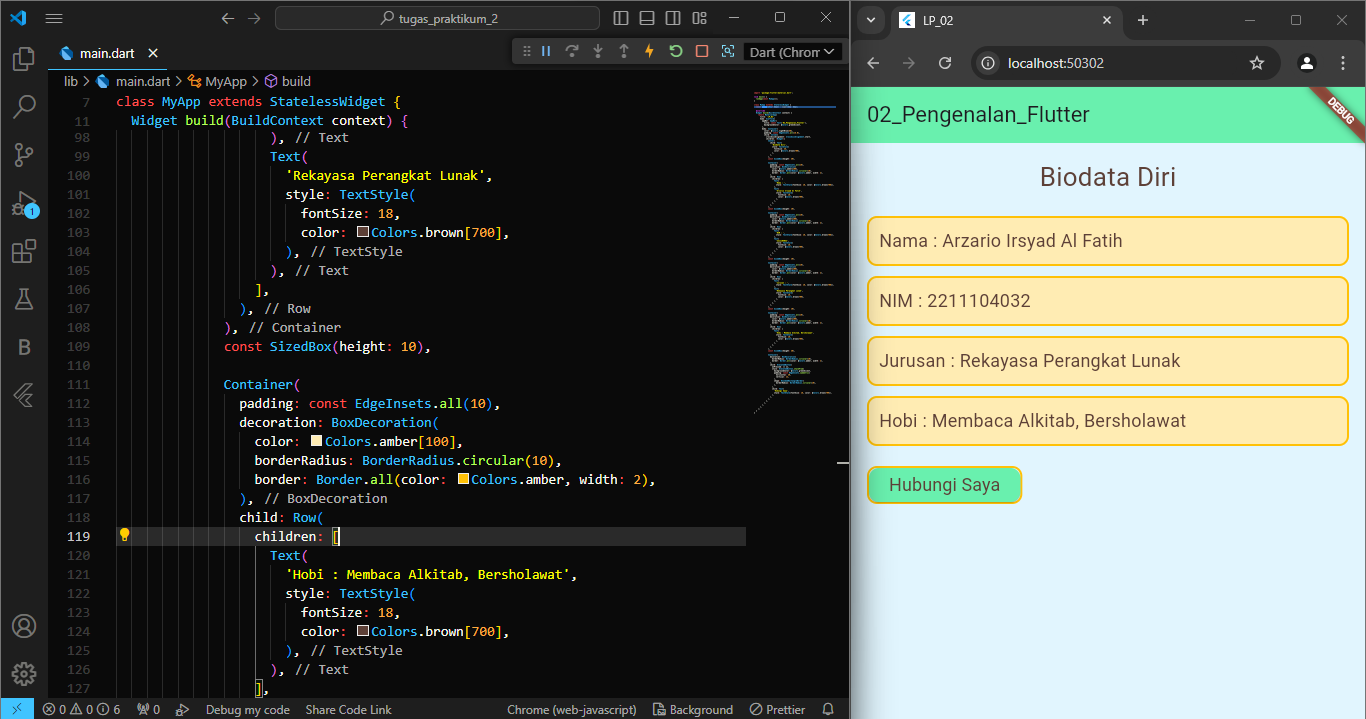 tugas_praktikum_2
main.dart
Dart (Chrom
lib > main.dart > MyApp > build
7 class MyApp extends StatelessWidget {
11 Widget build(BuildContext context) {
98 ), // Text
99 Text(
100 'Rekayasa Perangkat Lunak',
101 style: TextStyle(
102 fontSize: 18,
103 color: Colors.brown[700],
104 ), // TextStyle
105 ), // Text
106 ],
107 ), // Row
108 ), // Container
109 const SizedBox(height: 10),
110
111 Container(
112 padding: const EdgeInsets.all(10),
113 decoration: BoxDecoration(
114 color: Colors.amber[100],
115 borderRadius: BorderRadius.circular(10),
116 border: Border.all(color: Colors.amber, width: 2),
117 ), // BoxDecoration
118 child: Row(
119 children: [
120 Text(
121 'Hobi : Membaca Alkitab, Bersholawat',
122 style: TextStyle(
123 fontSize: 18,
124 color: Colors.brown[700],
125 ), // TextStyle
126 ), // Text
127 ],
1
B
0 0 6 0 Debug my code Share Code Link Chrome (web-javascript) Background Prettier
LP_02
localhost:50302
02_Pengenalan_Flutter
DEBUG
Biodata Diri
Nama : Arzario Irsyad Al Fatih
NIM : 2211104032
Jurusan : Rekayasa Perangkat Lunak
Hobi : Membaca Alkitab, Bersholawat
Hubungi Saya